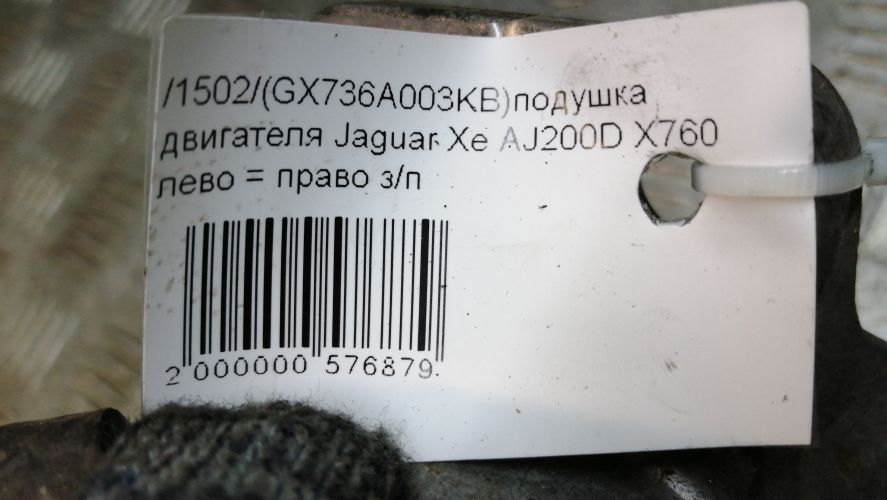 /1502/(GX736A003KB)подушка
двигателя Jaguar Xe AJ200D X760
лево = право з/п
2 000000 576879